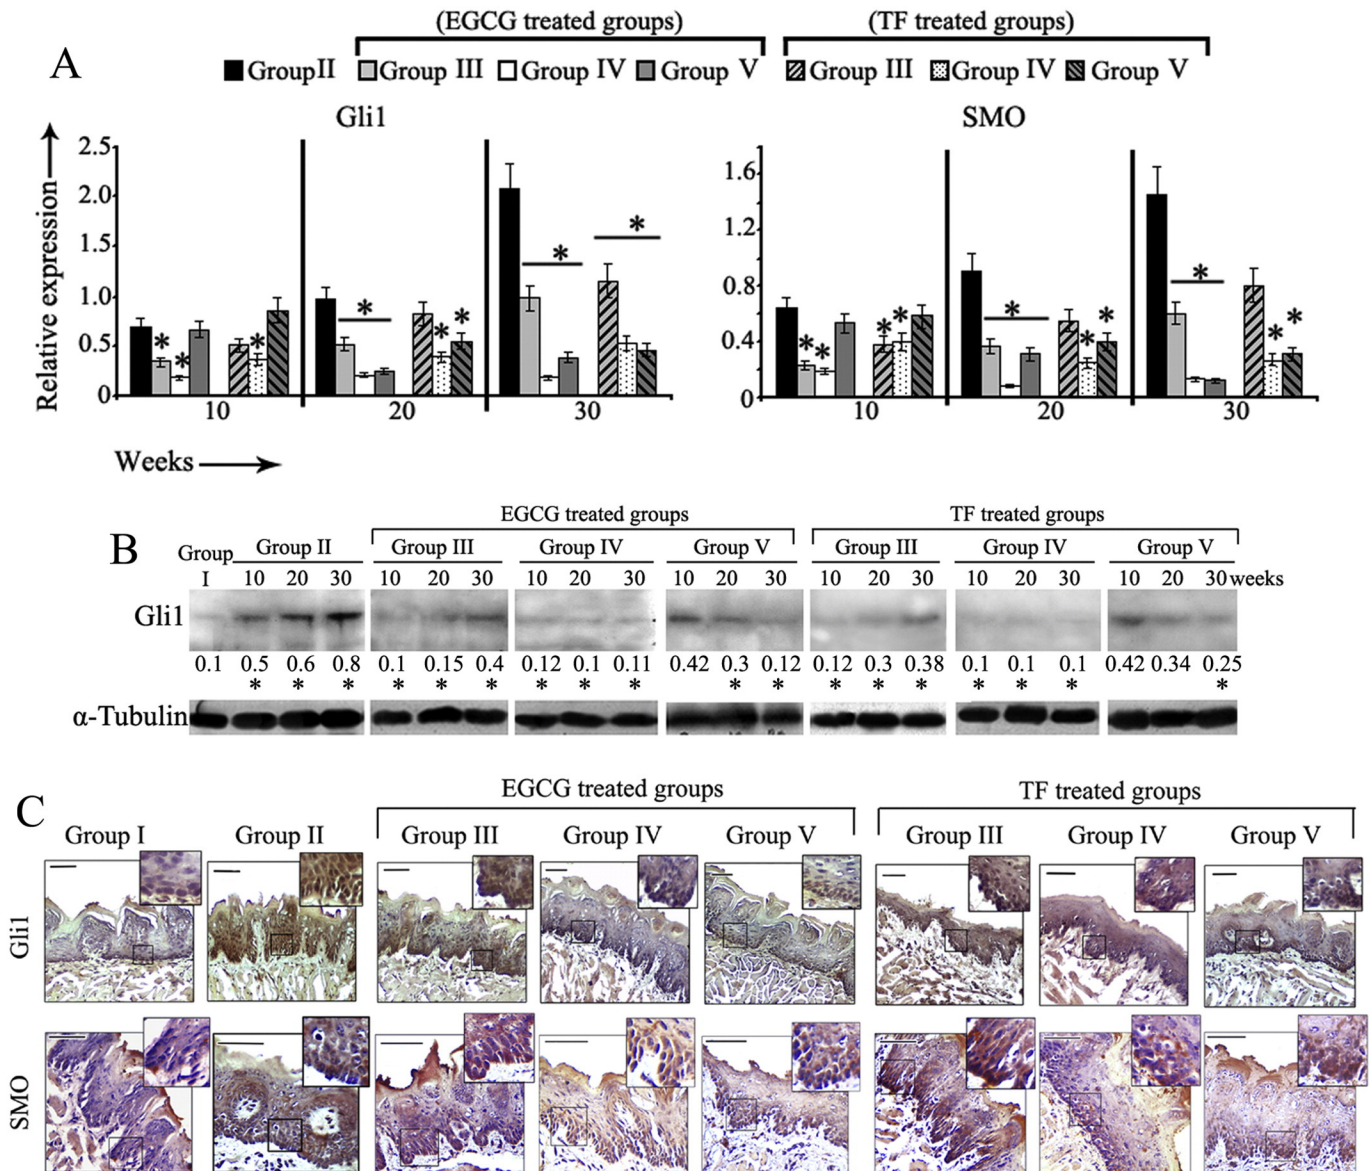 (EGCG treated groups) (TF treated groups)
A
Group II Group III Group IV Group V Group III Group IV Group V
Gli1 SMO
Relative expression
2.5
2.0
1.5
1.0
0.5
0
* * * * * * * *
10 20 30
1.6
1.2
0.8
0.4
0
* * * * * * * * * *
10 20 30
Weeks
B
EGCG treated groups TF treated groups
Group I Group II Group III Group IV Group V Group III Group IV Group V
10 20 30 10 20 30 10 20 30 10 20 30 10 20 30 10 20 30 10 20 30 weeks
Gli1
0.1 0.5 0.6 0.8 0.1 0.15 0.4 0.12 0.1 0.11 0.42 0.3 0.12 0.12 0.3 0.38 0.1 0.1 0.1 0.42 0.34 0.25
* * * * * * * * * * * * * * * * * *
α-Tubulin
C
EGCG treated groups TF treated groups
Group I Group II Group III Group IV Group V Group III Group IV Group V
Gli1
SMO